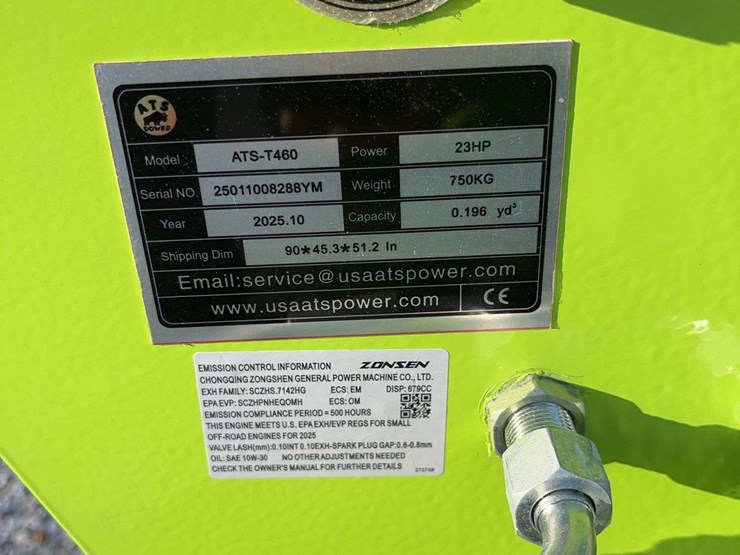 ATS
POWER
Model ATS-T460 Power 23HP
Serial NO. 25011008288YM Weight 750KG
Year 2025.10 Capacity 0.196 yd³
Shipping Dim 90*45.3*51.2 In
Email:service@usaatspower.com
www.usaatspower.com CE
EMISSION CONTROL INFORMATION ZONSEN
CHONGQING ZONGSHEN GENERAL POWER MACHINE CO., LTD.
EXH FAMILY: SCZHS.7142HG ECS: EM DISP: 679CC
EPA EVP: SCZHPNHEQOMH ECS: OM
EMISSION COMPLIANCE PERIOD = 500 HOURS
THIS ENGINE MEETS U.S. EPA EXH/EVP REGS FOR SMALL
OFF-ROAD ENGINES FOR 2025
VALVE LASH(mm):0.10INT 0.10EXH-SPARK PLUG GAP:0.6-0.8mm
OIL: SAE 10W-30 NO OTHER ADJUSTMENTS NEEDED
CHECK THE OWNER'S MANUAL FOR FURTHER DETAILS